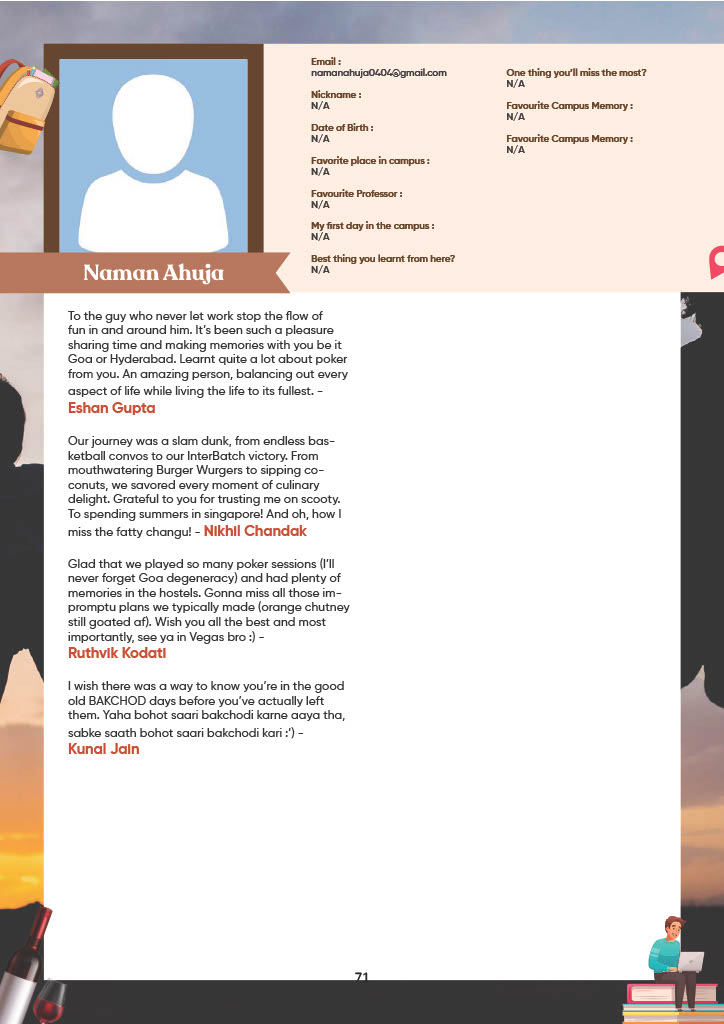 Email :
namanahuja0404@gmail.com
Nickname :
N/A
Date of Birth :
N/A
Favorite place in campus :
N/A
Favourite Professor :
N/A
My first day in the campus :
N/A
Best thing you learnt from here?
N/A
One thing you'll miss the most?
N/A
Favourite Campus Memory :
N/A
Favourite Campus Memory :
N/A
Naman Ahuja
To the guy who never let work stop the flow of
fun in and around him. It's been such a pleasure
sharing time and making memories with you be it
Goa or Hyderabad. Learnt quite a lot about poker
from you. An amazing person, balancing out every
aspect of life while living the life to its fullest. -
Eshan Gupta
Our journey was a slam dunk, from endless bas-
ketball convos to our InterBatch victory. From
mouthwatering Burger Wurgers to sipping co-
conuts, we savored every moment of culinary
delight. Grateful to you for trusting me on scooty.
To spending summers in singapore! And oh, how I
miss the fatty changu! - Nikhil Chandak
Glad that we played so many poker sessions (I'll
never forget Goa degeneracy) and had plenty of
memories in the hostels. Gonna miss all those im-
promptu plans we typically made (orange chutney
still goated af). Wish you all the best and most
importantly, see ya in Vegas bro :) -
Ruthvik Kodati
I wish there was a way to know you're in the good
old BAKCHOD days before you've actually left
them. Yaha bohot saari bakchodi karne aaya tha,
sabke saath bohot saari bakchodi kari :') -
Kunal Jain
71